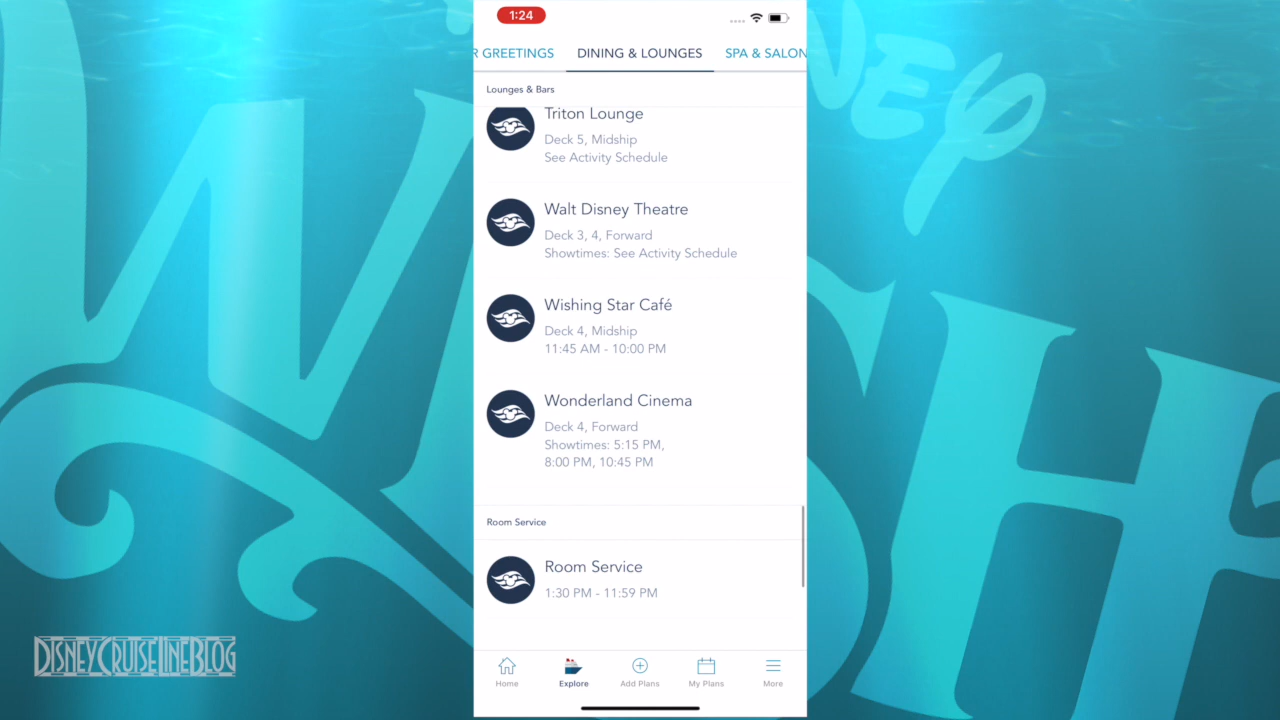 1:24
R GREETINGS
DINING & LOUNGES
SPA & SALON
Lounges & Bars
Triton Lounge
Deck 5, Midship
See Activity Schedule
Walt Disney Theatre
Deck 3, 4, Forward
Showtimes: See Activity Schedule
Wishing Star Café
Deck 4, Midship
11:45 AM - 10:00 PM
Wonderland Cinema
Deck 4, Forward
Showtimes: 5:15 PM,
8:00 PM, 10:45 PM
Room Service
Room Service
1:30 PM - 11:59 PM
Home
Explore
Add Plans
My Plans
More
DISNEYCRUISELINEBLOG